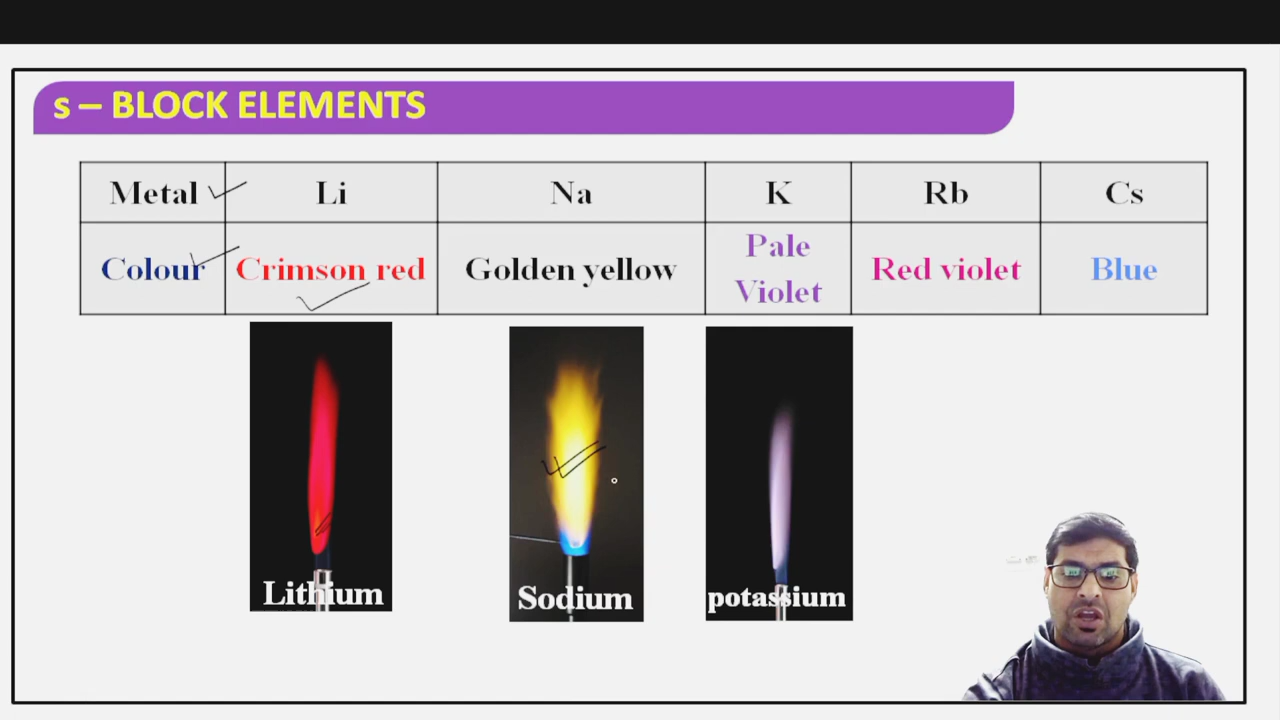 s – BLOCK ELEMENTS
Metal Li Na K Rb Cs
Colour Crimson red Golden yellow Pale Violet Red violet Blue
Lithium
Sodium
potassium